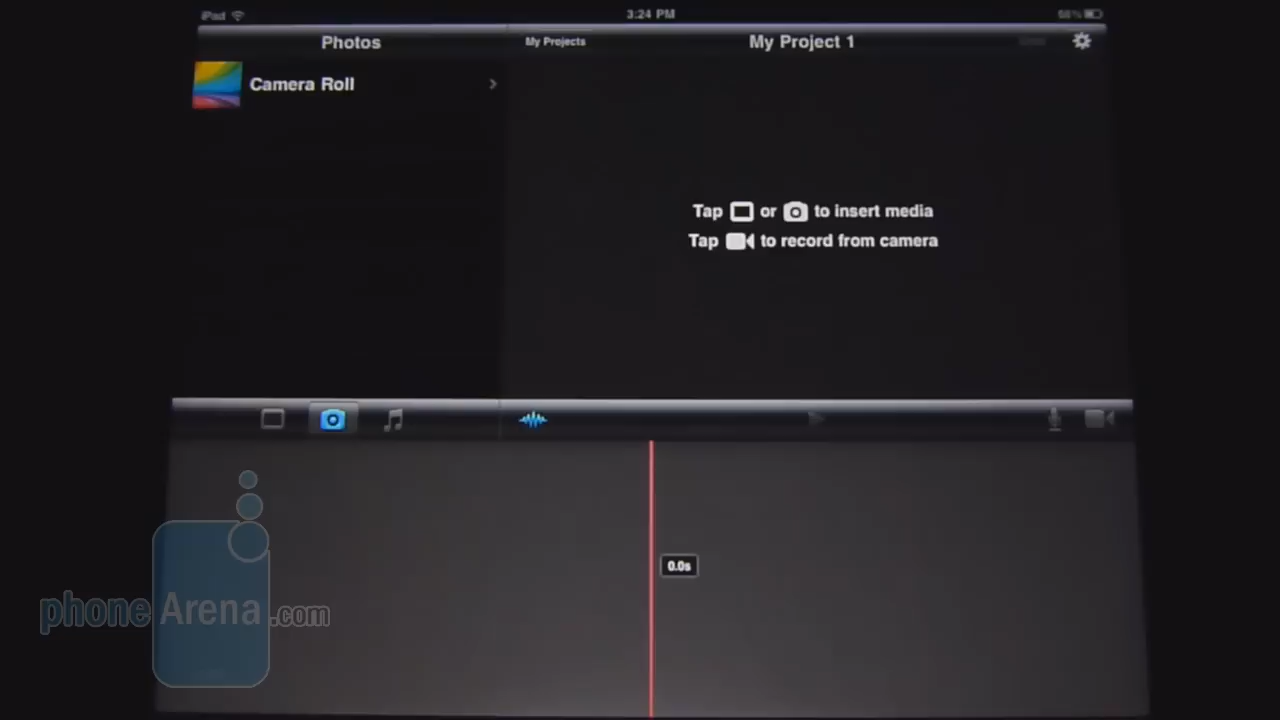 iPad
3:24 PM
Photos
My Projects
My Project 1
Camera Roll
Tap or to insert media
Tap to record from camera
0.0s
phoneArena.com